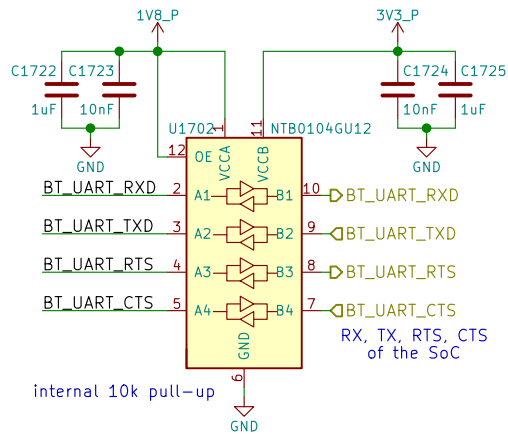 1V8_P
3V3_P
C1722
C1723
1uF
10nF
C1724
C1725
10nF
1uF
GND
GND
U1702
1
11
NTB0104GU12
12
OE
VCCA
VCCB
BT_UART_RXD
2
A1
B1
10
BT_UART_RXD
BT_UART_TXD
3
A2
B2
9
BT_UART_TXD
BT_UART_RTS
4
A3
B3
8
BT_UART_RTS
BT_UART_CTS
5
A4
B4
7
BT_UART_CTS
GND
RX, TX, RTS, CTS
of the SoC
6
internal 10k pull-up
GND